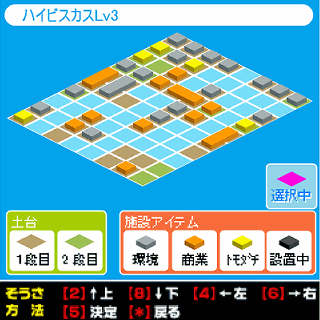 ハイビスカスLv3
選択中
土台
1段目 2段目
施設アイテム
環境 商業 トモダチ 設置中
そうさ 【2】↑上 【8】↓下 【4】←左 【6】→右
方法 【5】決定 【*】戻る